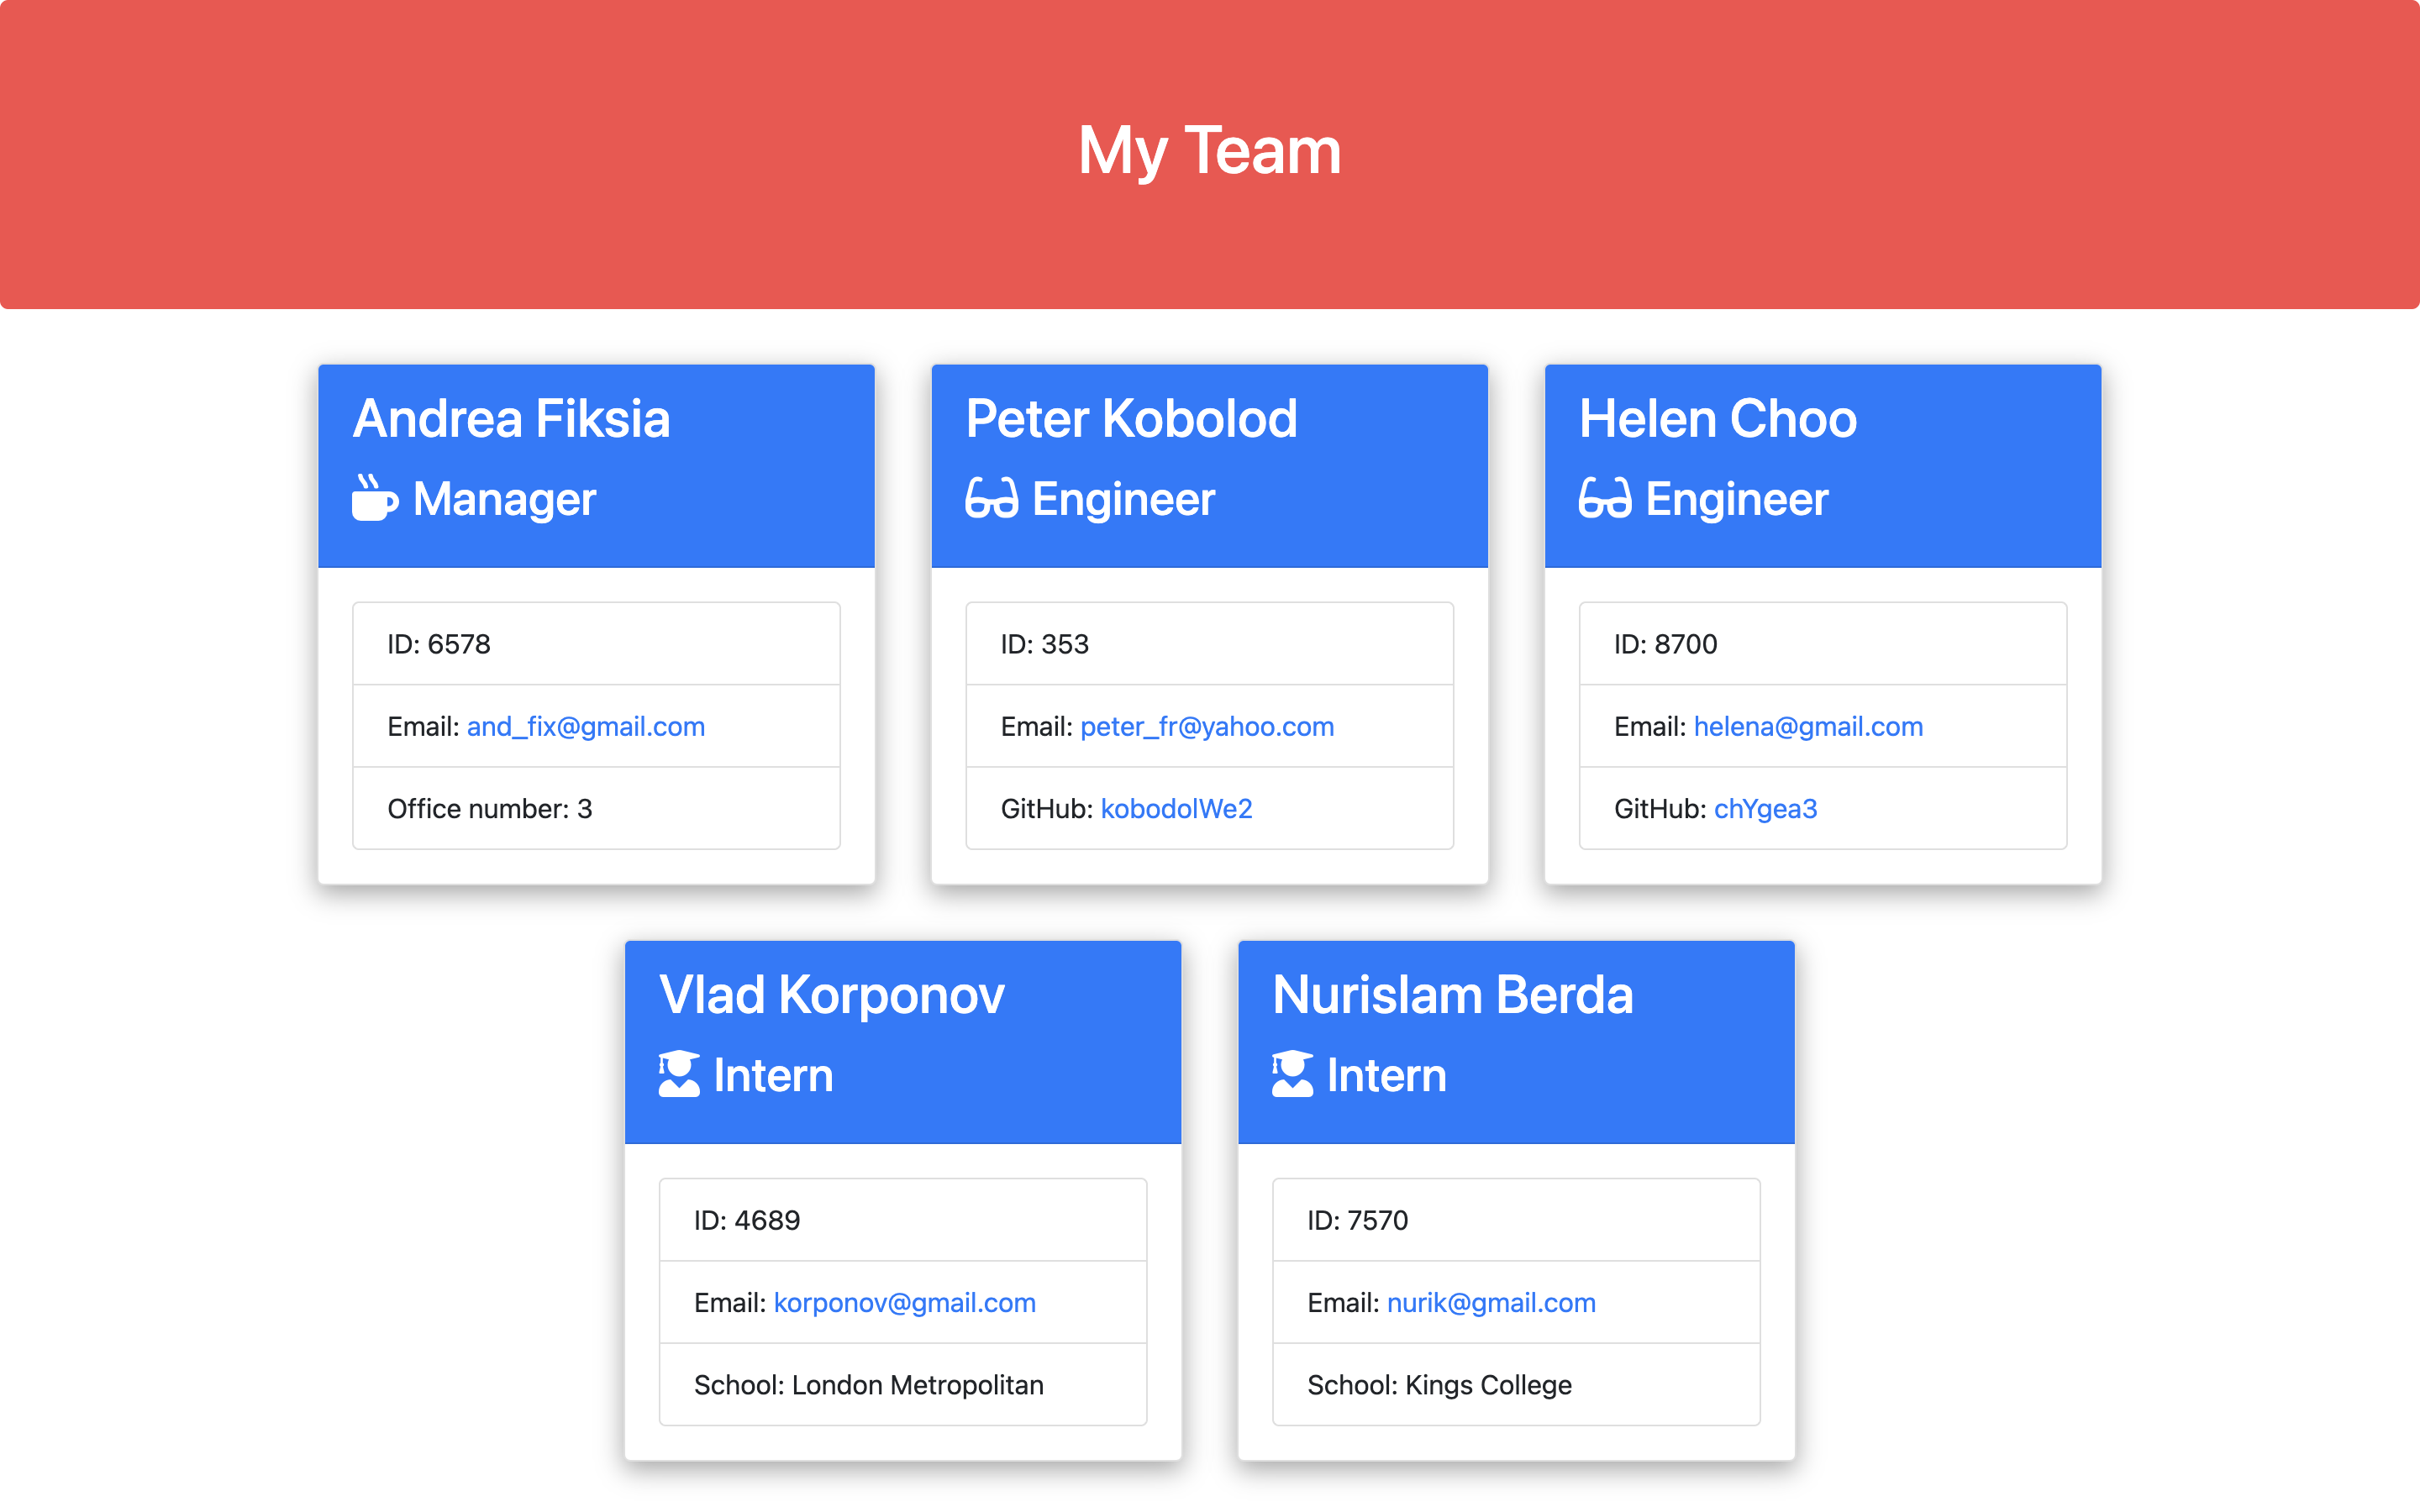 My Team
Andrea Fiksia
Manager
ID: 6578
Email: and_fix@gmail.com
Office number: 3
Peter Kobolod
Engineer
ID: 353
Email: peter_fr@yahoo.com
GitHub: kobodolWe2
Helen Choo
Engineer
ID: 8700
Email: helena@gmail.com
GitHub: chYgea3
Vlad Korponov
Intern
ID: 4689
Email: korponov@gmail.com
School: London Metropolitan
Nurislam Berda
Intern
ID: 7570
Email: nurik@gmail.com
School: Kings College